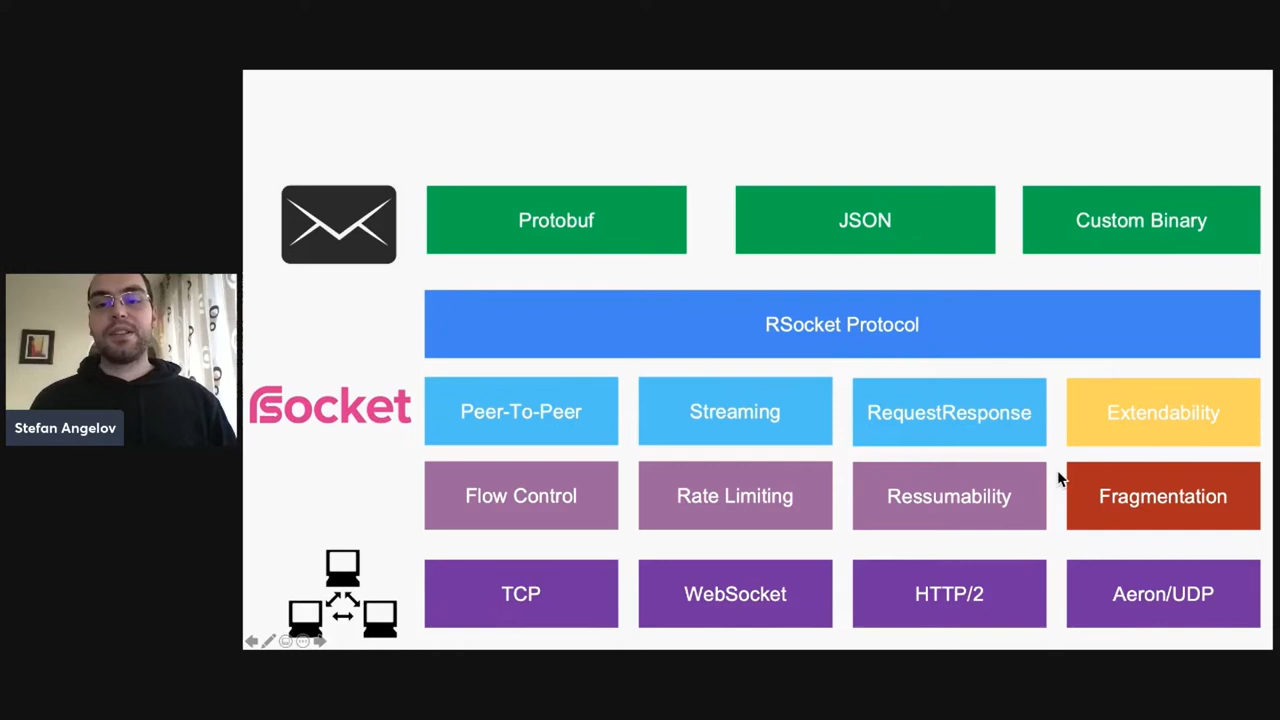 Protobuf
JSON
Custom Binary
RSocket Protocol
RSocket
Peer-To-Peer
Streaming
RequestResponse
Extendability
Flow Control
Rate Limiting
Ressumability
Fragmentation
TCP
WebSocket
HTTP/2
Aeron/UDP
Stefan Angelov